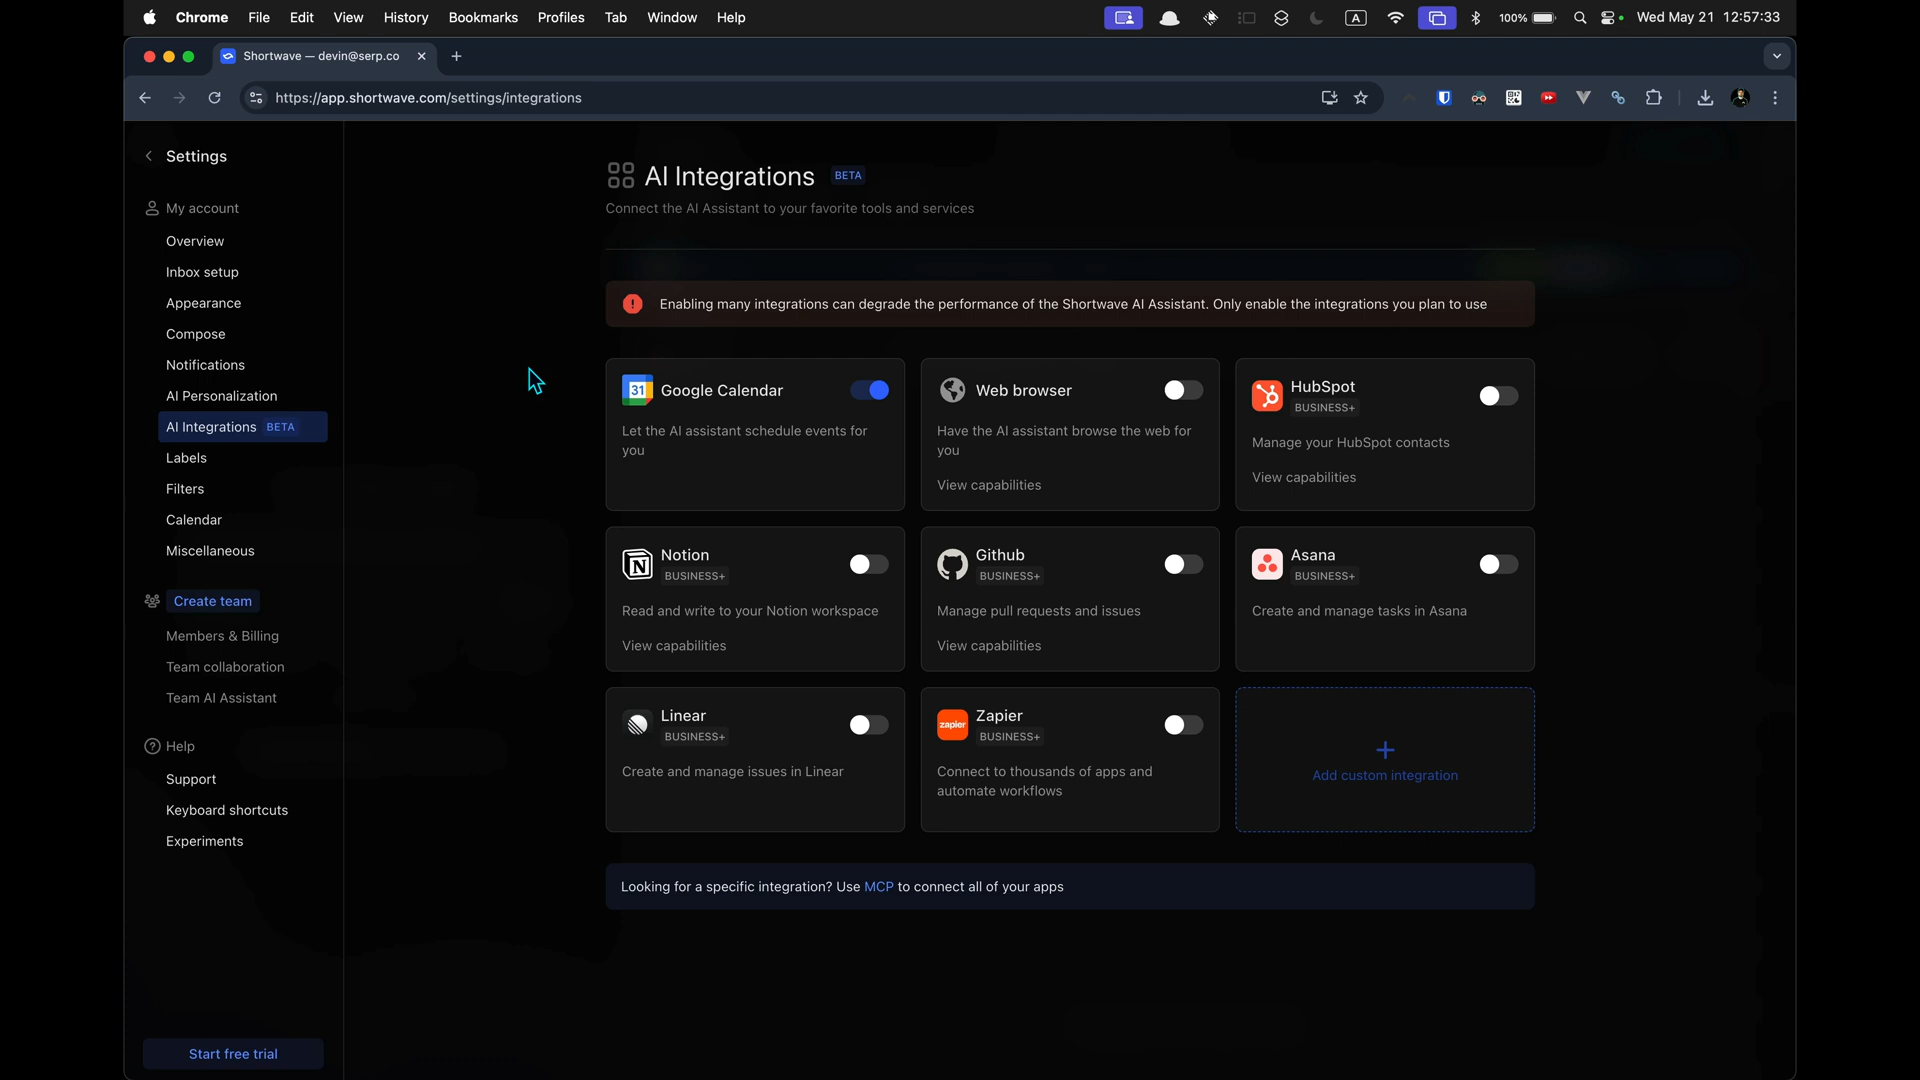 Chrome File Edit View History Bookmarks Profiles Tab Window Help
A 100% Wed May 21 12:57:33
Shortwave — devin@serp.co
https://app.shortwave.com/settings/integrations
Settings
My account
Overview
Inbox setup
Appearance
Compose
Notifications
AI Personalization
AI Integrations BETA
Labels
Filters
Calendar
Miscellaneous
Create team
Members & Billing
Team collaboration
Team AI Assistant
Help
Support
Keyboard shortcuts
Experiments
Start free trial
AI Integrations BETA
Connect the AI Assistant to your favorite tools and services
Enabling many integrations can degrade the performance of the Shortwave AI Assistant. Only enable the integrations you plan to use
31 Google Calendar
Let the AI assistant schedule events for
you
Web browser
Have the AI assistant browse the web for
you
View capabilities
HubSpot
BUSINESS+
Manage your HubSpot contacts
View capabilities
Notion
BUSINESS+
Read and write to your Notion workspace
View capabilities
Github
BUSINESS+
Manage pull requests and issues
View capabilities
Asana
BUSINESS+
Create and manage tasks in Asana
Linear
BUSINESS+
Create and manage issues in Linear
zapier Zapier
BUSINESS+
Connect to thousands of apps and
automate workflows
Add custom integration
Looking for a specific integration? Use MCP to connect all of your apps